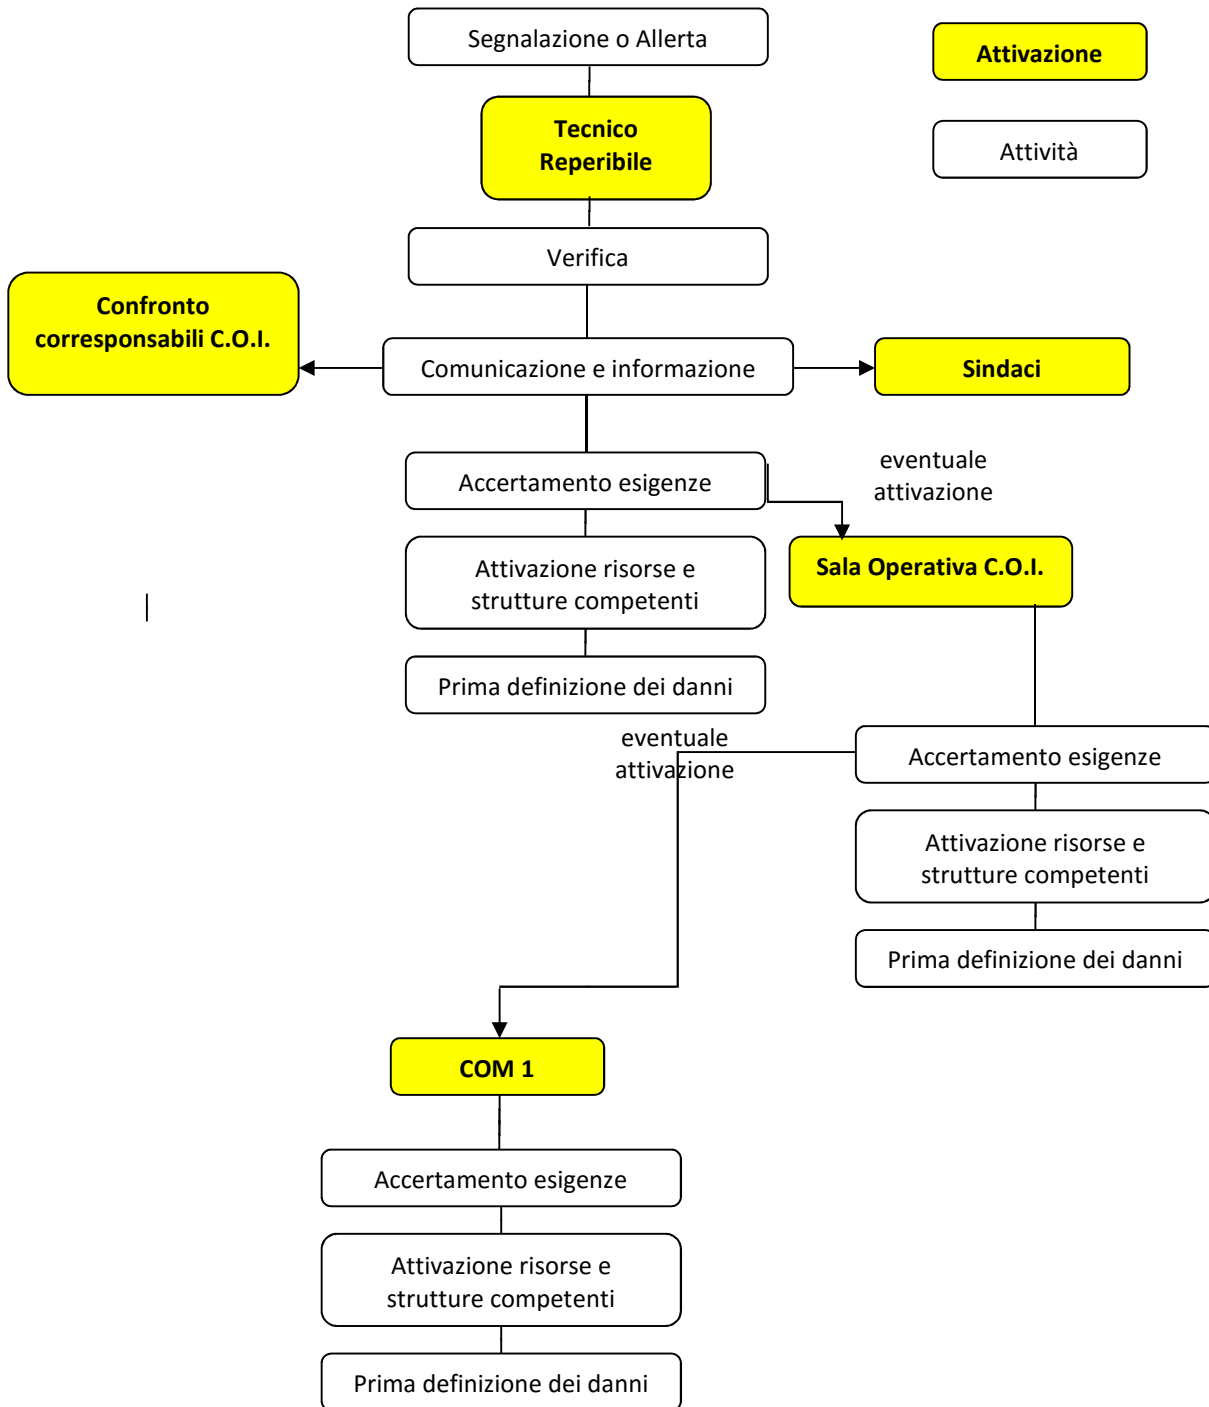 Segnalazione o Allerta
Attivazione
Tecnico
Reperibile
Attività
Verifica
Confronto
corresponsabili C.O.I.
Comunicazione e informazione
Sindaci
eventuale
attivazione
Accertamento esigenze
Sala Operativa C.O.I.
Attivazione risorse e
strutture competenti
Prima definizione dei danni
eventuale
attivazione
Accertamento esigenze
Attivazione risorse e
strutture competenti
Prima definizione dei danni
COM 1
Accertamento esigenze
Attivazione risorse e
strutture competenti
Prima definizione dei danni